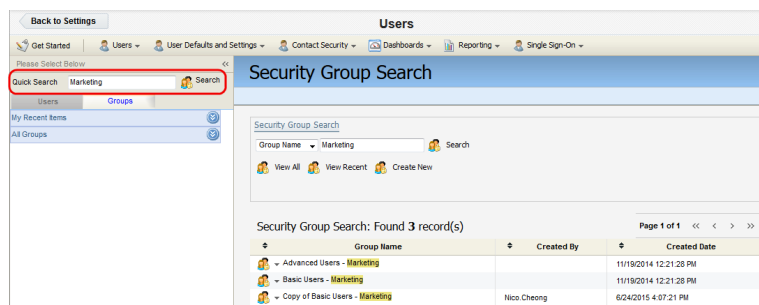 Back to Settings
Users
Get Started Users User Defaults and Settings Contact Security Dashboards Reporting Single Sign-On
Please Select Below
Quick Search Marketing Search
Users Groups
My Recent Items
All Groups
Security Group Search
Security Group Search
Group Name Marketing Search
View All View Recent Create New
Security Group Search: Found 3 record(s) Page 1 of 1 << < > >>
Group Name Created By Created Date
Advanced Users - Marketing 11/19/2014 12:21:28 PM
Basic Users - Marketing 11/19/2014 12:21:28 PM
Copy of Basic Users - Marketing Nico.Cheong 6/24/2015 4:07:21 PM